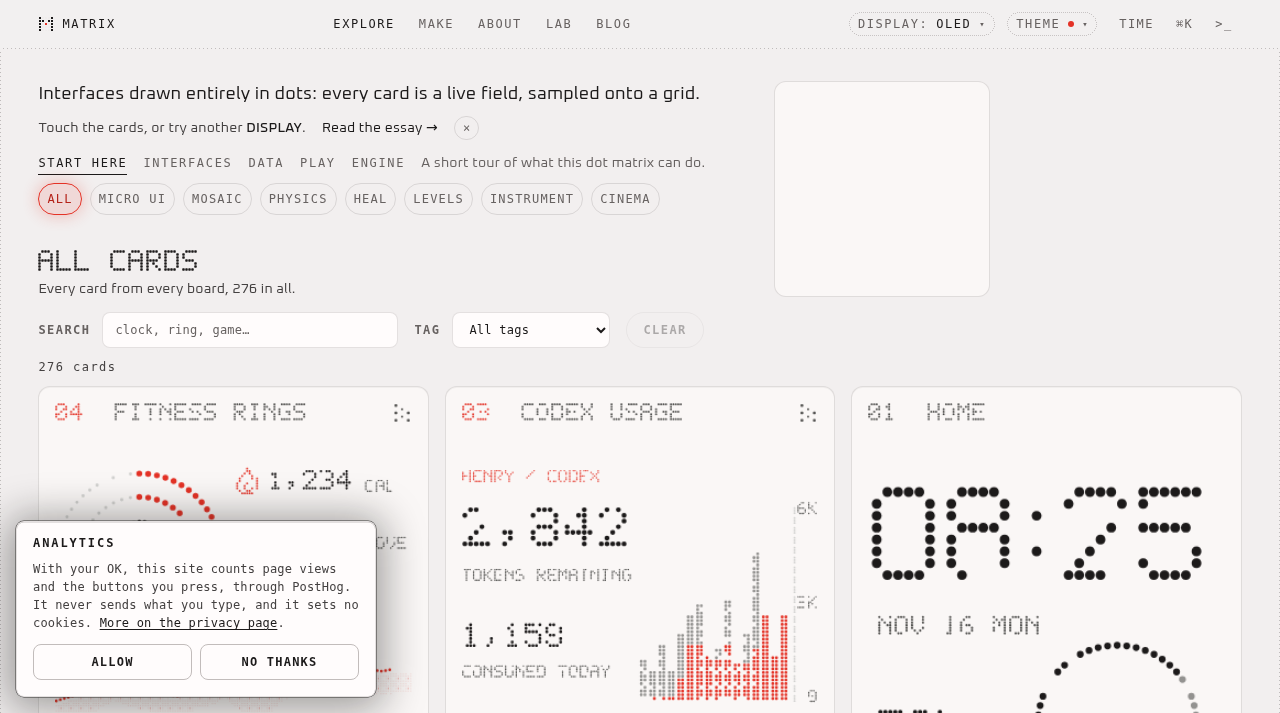 MATRIX
EXPLORE MAKE ABOUT LAB BLOG
DISPLAY: OLED ▾ THEME ▾ TIME ⌘K >_
Interfaces drawn entirely in dots: every card is a live field, sampled onto a grid.
Touch the cards, or try another DISPLAY. Read the essay → ×
START HERE INTERFACES DATA PLAY ENGINE A short tour of what this dot matrix can do.
ALL MICRO UI MOSAIC PHYSICS HEAL LEVELS INSTRUMENT CINEMA
ALL CARDS
Every card from every board, 276 in all.
SEARCH clock, ring, game… TAG All tags CLEAR
276 cards
04 FITNESS RINGS
1,234 CAL
03 CODEX USAGE
HENRY / CODEX
2,842
TOKENS REMAINING
1,159
CONSUMED TODAY
6K
3K
01 HOME
NOV 16 MON
ANALYTICS
With your OK, this site counts page views
and the buttons you press, through PostHog.
It never sends what you type, and it sets no
cookies. More on the privacy page.
ALLOW NO THANKS